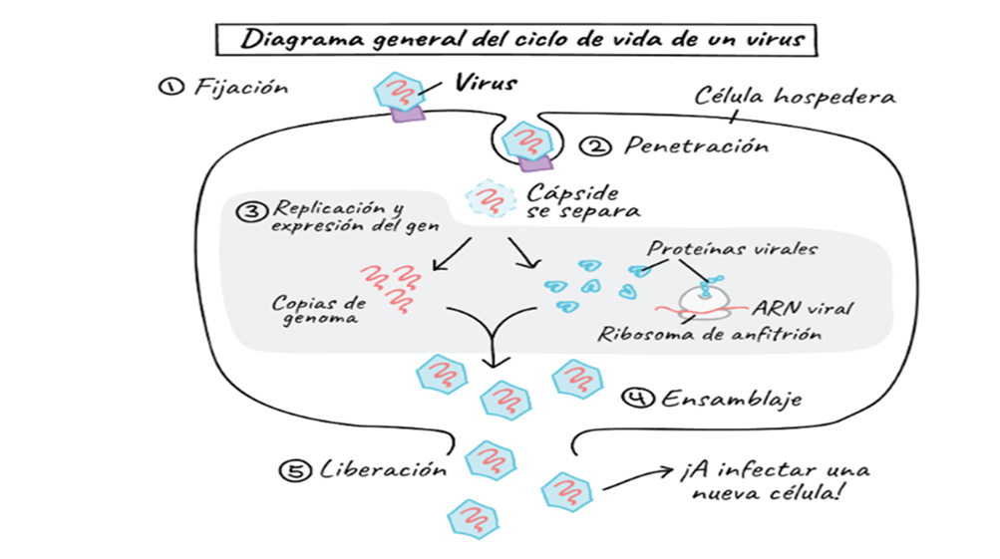 Diagrama general del ciclo de vida de un virus
① Fijación
Virus
Célula hospedera
② Penetración
Cápside
se separa
③ Replicación y
expresión del gen
Proteínas virales
Copias de
genoma
ARN viral
Ribosoma de anfitrión
④ Ensamblaje
⑤ Liberación
¡A infectar una
nueva célula!